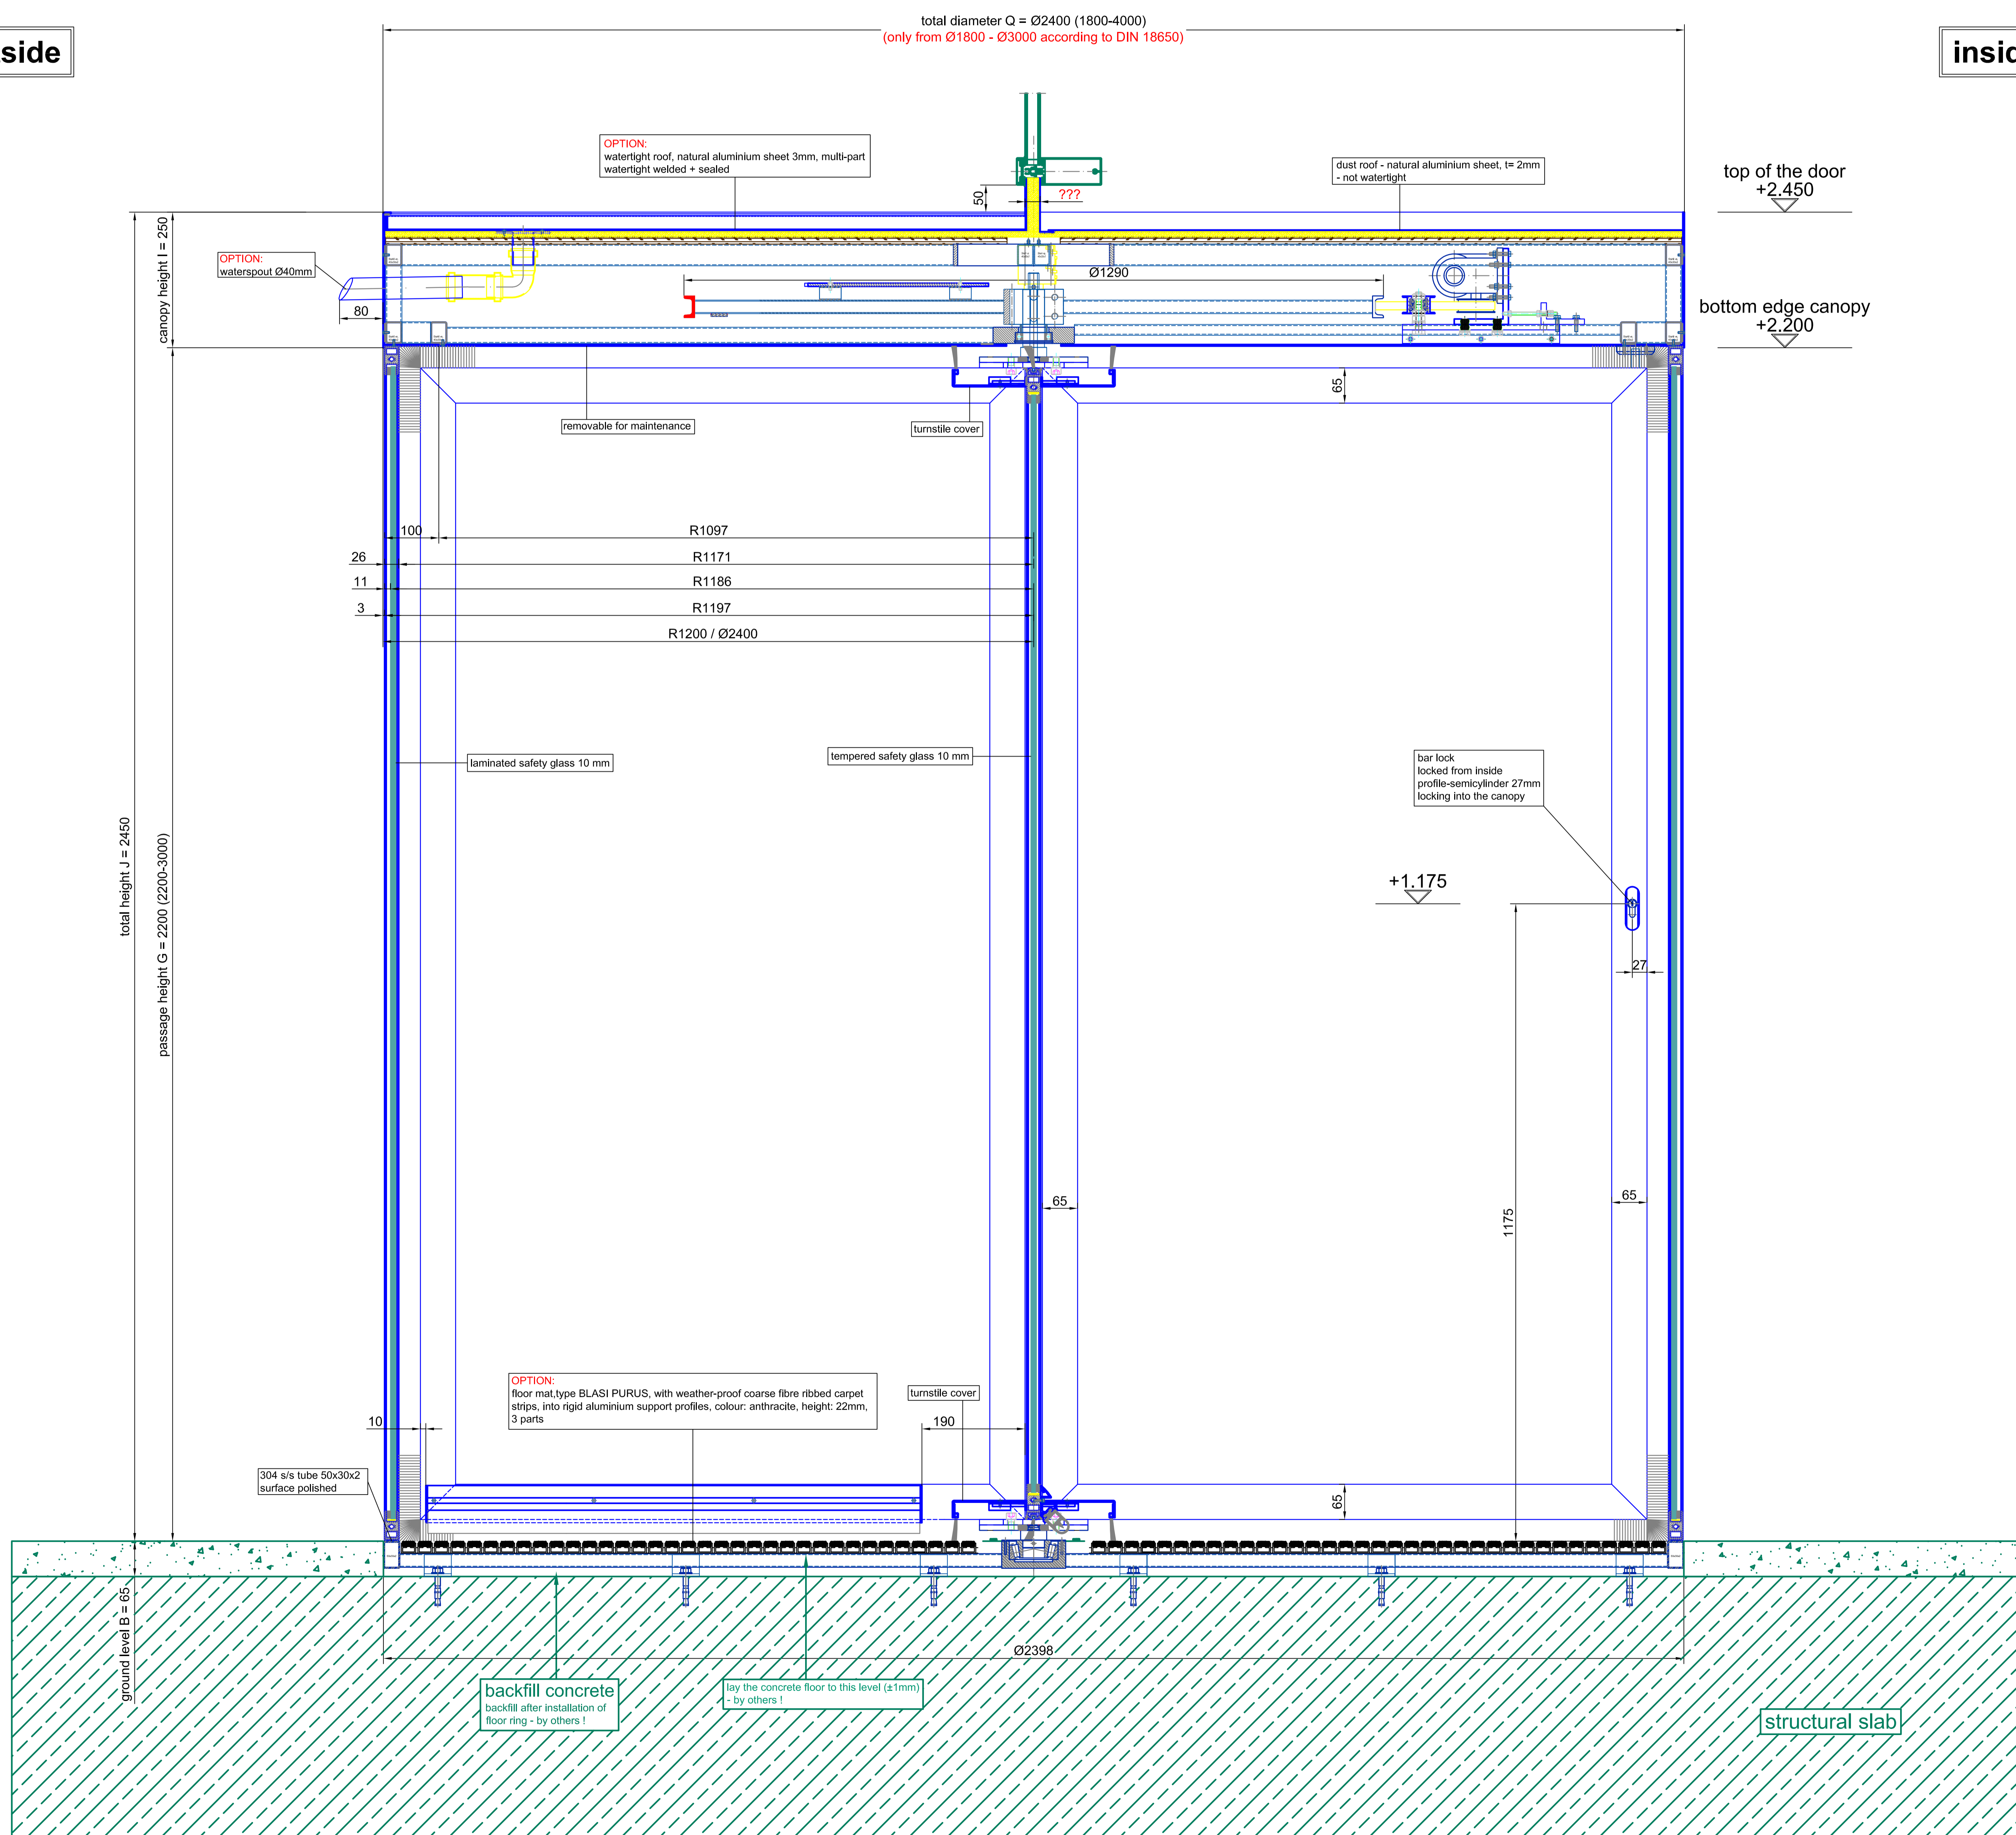 total diameter Q = Ø2400 (1800-4000)
(only from Ø1800 - Ø3000 according to DIN 18650)
side
insid
OPTION:
watertight roof, natural aluminium sheet 3mm, multi-part
watertight welded + sealed
dust roof - natural aluminium sheet, t= 2mm
- not watertight
top of the door
+2.450
50
???
canopy height I = 250
OPTION:
waterspout Ø40mm
80
Ø1290
bottom edge canopy
+2.200
65
removable for maintenance
turnstile cover
100
R1097
26
R1171
11
R1186
3
R1197
R1200 / Ø2400
laminated safety glass 10 mm
tempered safety glass 10 mm
bar lock
locked from inside
profile-semicylinder 27mm
locking into the canopy
total height J = 2450
passage height G = 2200 (2200-3000)
+1.175
27
65
65
1175
OPTION:
floor mat,type BLASI PURUS, with weather-proof coarse fibre ribbed carpet
strips, into rigid aluminium support profiles, colour: anthracite, height: 22mm,
3 parts
turnstile cover
10
190
304 s/s tube 50x30x2
surface polished
65
ground level B = 65
Ø2398
backfill concrete
backfill after installation of
floor ring - by others !
lay the concrete floor to this level (±1mm)
- by others !
structural slab